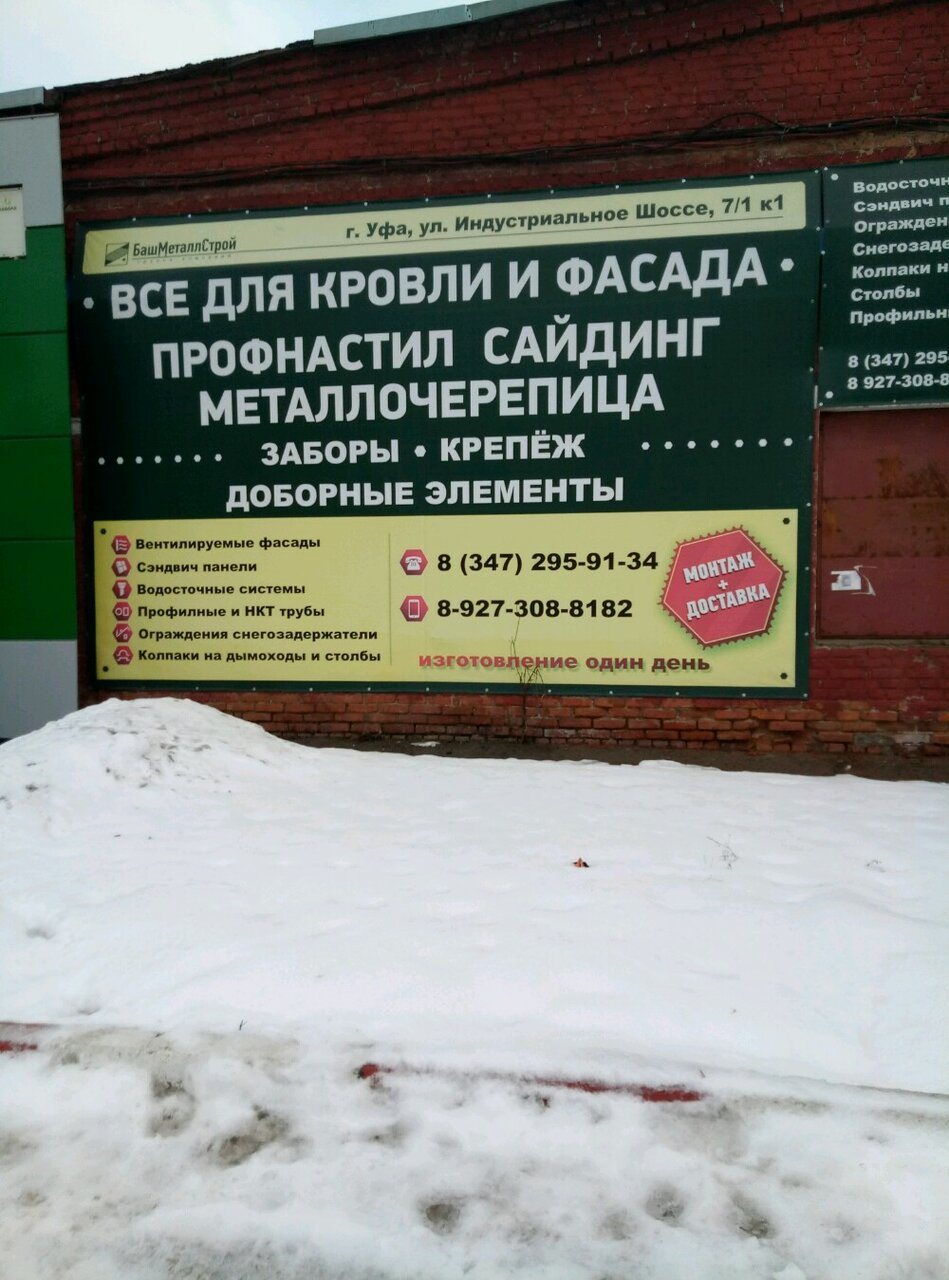 БашМеталлСтрой
г. Уфа, ул. Индустриальное Шоссе, 7/1 к1
• ВСЕ ДЛЯ КРОВЛИ И ФАСАДА •
ПРОФНАСТИЛ САЙДИНГ
МЕТАЛЛОЧЕРЕПИЦА
ЗАБОРЫ • КРЕПЁЖ
ДОБОРНЫЕ ЭЛЕМЕНТЫ
Вентилируемые фасады
Сэндвич панели
Водосточные системы
Профилные и НКТ трубы
Ограждения снегозадержатели
Колпаки на дымоходы и столбы
8 (347) 295-91-34
8-927-308-8182
изготовление один день
МОНТАЖ
+
ДОСТАВКА
Водосточн
Сэндвич п
Огражден
Снегозаде
Колпаки н
Столбы
Профильн
8 (347) 295-
8 927-308-8